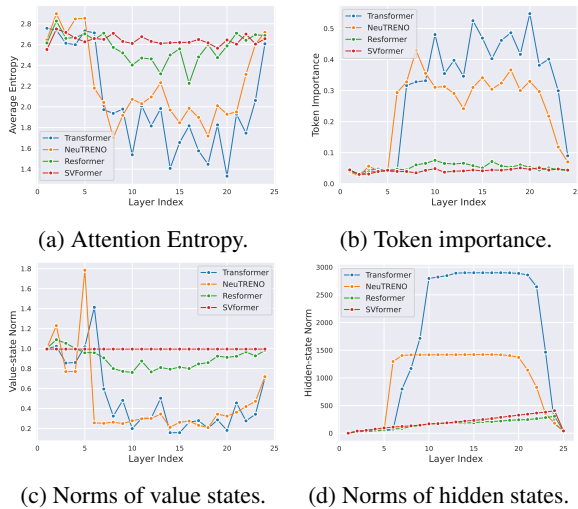 Average Entropy
2.8
2.6
2.4
2.2
2.0
1.8
1.6
1.4
Transformer
NeuTRENO
Resformer
SVFormer
0 5 10 15 20 25
Layer Index
(a) Attention Entropy.
Token Importance
0.5
0.4
0.3
0.2
0.1
0.0
Transformer
NeuTRENO
Resformer
SVFormer
0 5 10 15 20 25
Layer Index
(b) Token importance.
Value-state Norm
1.8
1.6
1.4
1.2
1.0
0.8
0.6
0.4
0.2
Transformer
NeuTRENO
Resformer
SVformer
0 5 10 15 20 25
Layer Index
(c) Norms of value states.
Hidden-state Norm
3000
2500
2000
1500
1000
500
0
Transformer
NeuTRENO
Resformer
SVformer
0 5 10 15 20 25
Layer Index
(d) Norms of hidden states.